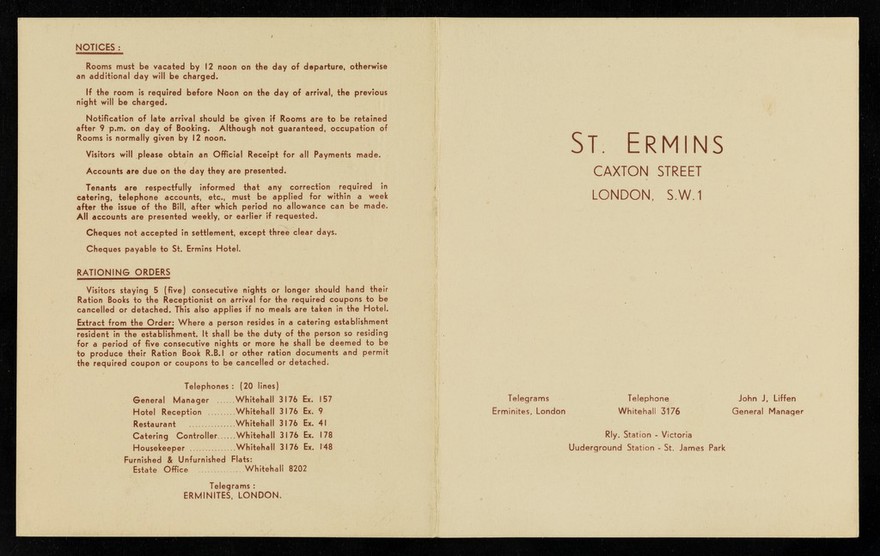 NOTICES :
Rooms must be vacated by 12 noon on the day of departure, otherwise
an additional day will be charged.
If the room is required before Noon on the day of arrival, the previous
night will be charged.
Notification of late arrival should be given if Rooms are to be retained
after 9 p.m. on day of Booking. Although not guaranteed, occupation of
Rooms is normally given by 12 noon.
Visitors will please obtain an Official Receipt for all Payments made.
Accounts are due on the day they are presented.
Tenants are respectfully informed that any correction required in
catering, telephone accounts, etc., must be applied for within a week
after the issue of the Bill, after which period no allowance can be made.
All accounts are presented weekly, or earlier if requested.
Cheques not accepted in settlement, except three clear days.
Cheques payable to St. Ermins Hotel.
RATIONING ORDERS
Visitors staying 5 (five) consecutive nights or longer should hand their
Ration Books to the Receptionist on arrival for the required coupons to be
cancelled or detached. This also applies if no meals are taken in the Hotel.
Extract from the Order: Where a person resides in a catering establishment
resident in the establishment. It shall be the duty of the person so residing
for a period of five consecutive nights or more he shall be deemed to be
to produce their Ration Book R.B.I or other ration documents and permit
the required coupon or coupons to be cancelled or detached.
Telephones : (20 lines)
General Manager ......Whitehall 3176 Ex. 157
Hotel Reception .........Whitehall 3176 Ex. 9
Restaurant ...............Whitehall 3176 Ex. 41
Catering Controller......Whitehall 3176 Ex. 178
Housekeeper ...............Whitehall 3176 Ex. 148
Furnished & Unfurnished Flats:
Estate Office ............ Whitehall 8202
Telegrams :
ERMINITES, LONDON.
ST. ERMINS
CAXTON STREET
LONDON, S.W.1
Telegrams
Erminites, London
Telephone
Whitehall 3176
John J. Liffen
General Manager
Rly. Station - Victoria
Uuderground Station - St. James Park